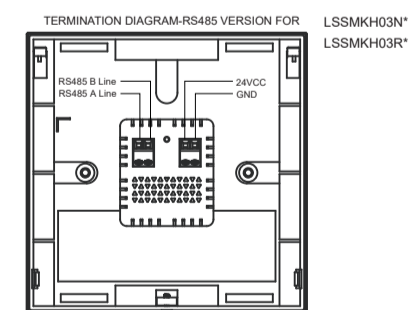 TERMINATION DIAGRAM-RS485 VERSION FOR LSSMKH03N*
LSSMKH03R*
RS485 B Line 24VCC
RS485 A Line GND